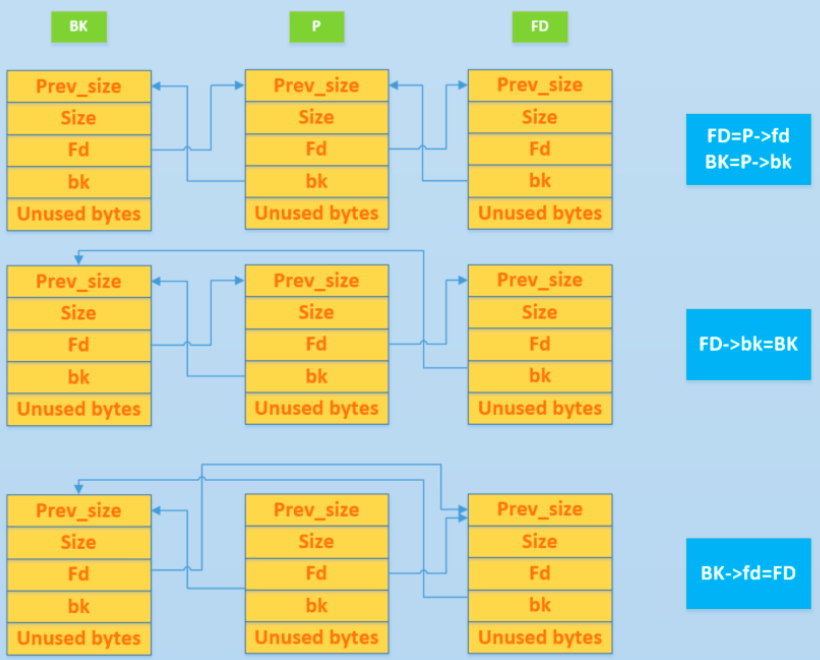 BK
P
FD
Prev_size
Size
Fd
bk
Unused bytes
Prev_size
Size
Fd
bk
Unused bytes
Prev_size
Size
Fd
bk
Unused bytes
FD=P->fd
BK=P->bk
Prev_size
Size
Fd
bk
Unused bytes
Prev_size
Size
Fd
bk
Unused bytes
Prev_size
Size
Fd
bk
Unused bytes
FD->bk=BK
Prev_size
Size
Fd
bk
Unused bytes
Prev_size
Size
Fd
bk
Unused bytes
Prev_size
Size
Fd
bk
Unused bytes
BK->fd=FD